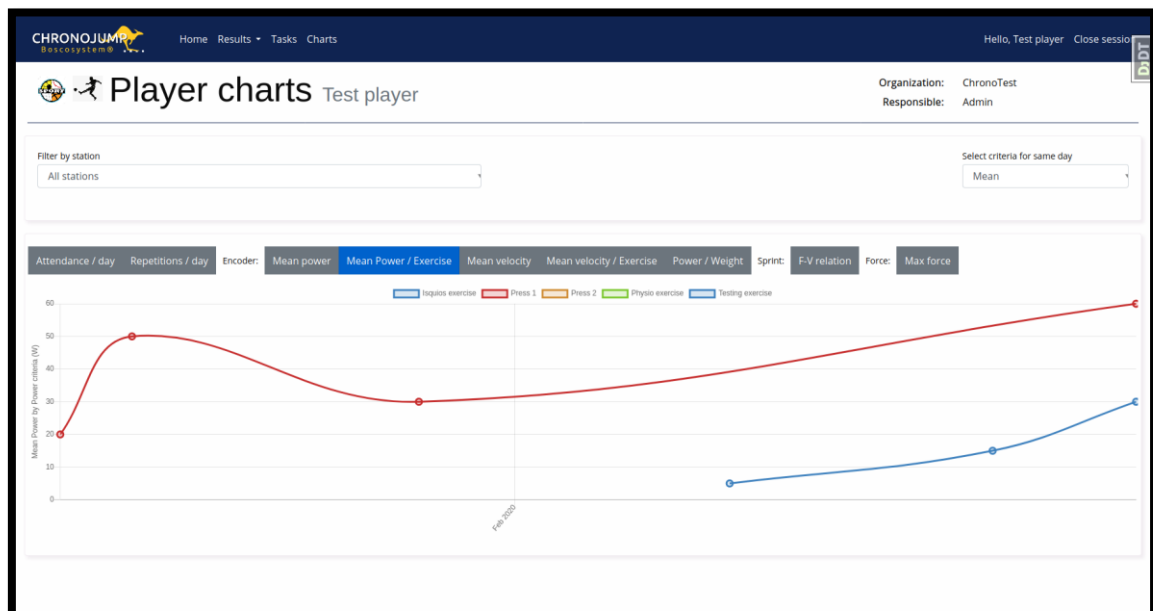 CHRONOJUMP
Boscosystem®
Home Results Tasks Charts
Hello, Test player Close session
DjDT
Player charts Test player
Organization: ChronoTest
Responsible: Admin
Filter by station
All stations
Select criteria for same day
Mean
Attendance / day Repetitions / day Encoder: Mean power Mean Power / Exercise Mean velocity Mean velocity / Exercise Power / Weight Sprint: F-V relation Force: Max force
Isquios exercise Press 1 Press 2 Physio exercise Testing exercise
Mean Power by Power criteria (W)
60
50
40
30
20
10
0
Feb 2020